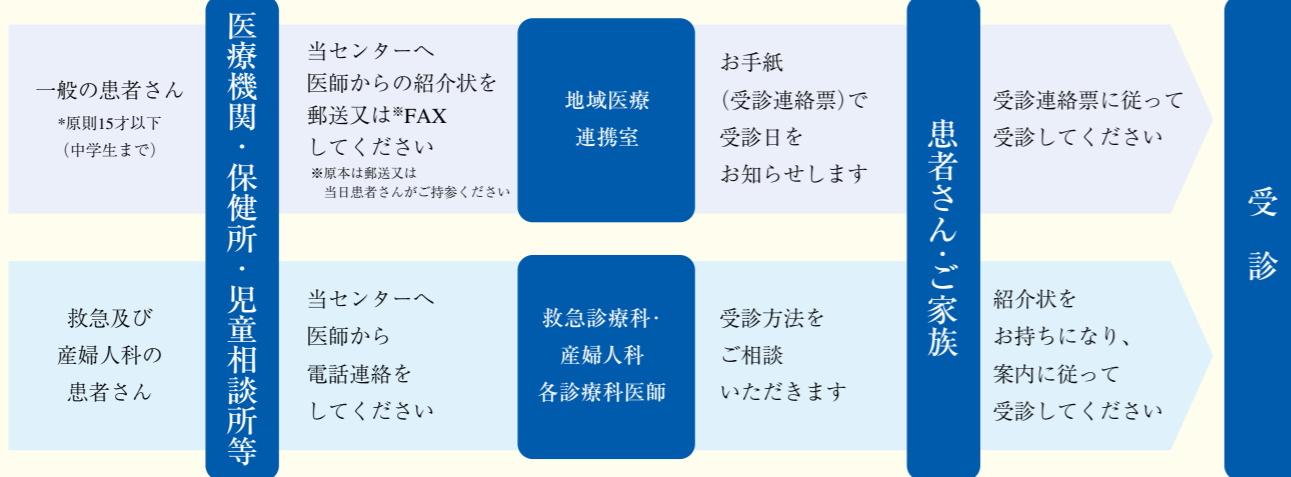 一般の患者さん
*原則15才以下
（中学生まで）
医療機関・保健所・児童相談所等
当センターへ
医師からの紹介状を
郵送又は※FAX
してください
※原本は郵送又は
当日患者さんがご持参ください
地域医療
連携室
お手紙
（受診連絡票）で
受診日を
お知らせします
患者さん・ご家族
受診連絡票に従って
受診してください
受診
救急及び
産婦人科の
患者さん
当センターへ
医師から
電話連絡を
してください
救急診療科・
産婦人科
各診療科医師
受診方法を
ご相談
いただきます
紹介状を
お持ちになり、
案内に従って
受診してください